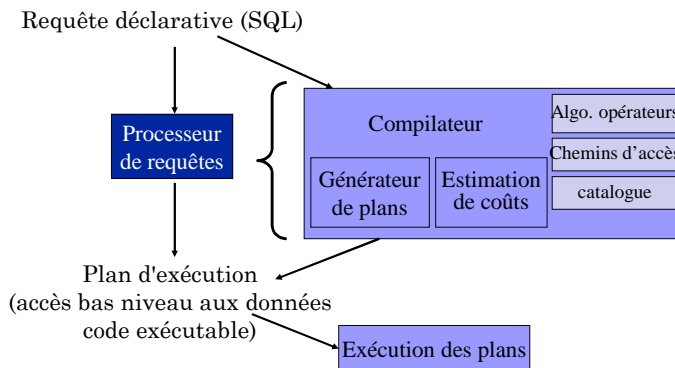 Requête déclarative (SQL)
Processeur
de requêtes
Compilateur
Algo. opérateurs
Chemins d'accès
catalogue
Générateur
de plans
Estimation
de coûts
Plan d'exécution
(accès bas niveau aux données
code exécutable)
Exécution des plans